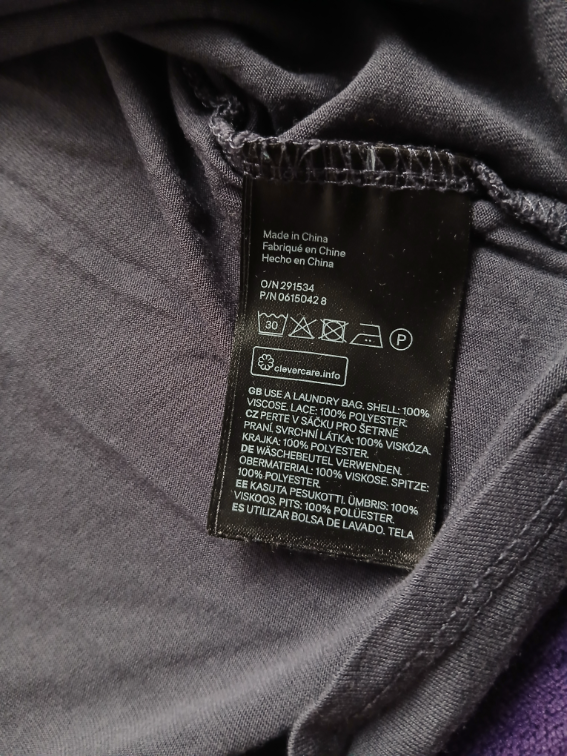 Made in China
Fabriqué en Chine
Hecho en China
O/N 291534
P/N 0615042 8
30
P
clevercare.info
GB USE A LAUNDRY BAG. SHELL: 100%
VISCOSE. LACE: 100% POLYESTER.
CZ PERTE V SÁČKU PRO ŠETRNÉ
PRANÍ. SVRCHNÍ LÁTKA: 100% VISKÓZA.
KRAJKA: 100% POLYESTER.
DE WÄSCHEBEUTEL VERWENDEN.
OBERMATERIAL: 100% VISKOSE. SPITZE:
100% POLYESTER.
EE KASUTA PESUKOTTI. ÜMBRIS: 100%
VISKOOS. PITS: 100% POLÜESTER.
ES UTILIZAR BOLSA DE LAVADO. TELA